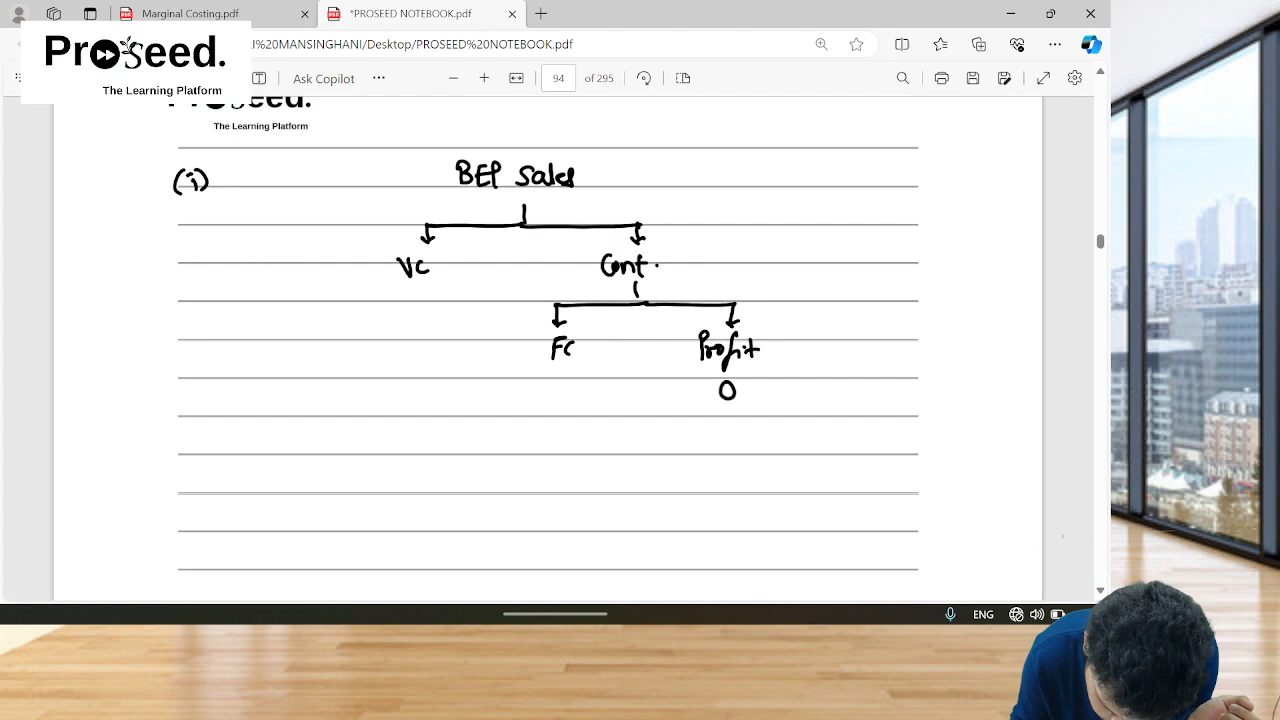 Marginal Costing.pdf
*PROSEED NOTEBOOK.pdf
Proseed.
The Learning Platform
I%20MANSINGHANI/Desktop/PROSEED%20NOTEBOOK.pdf
Ask Copilot
94 of 295
The Learning Platform
(i)
BEP Sales
VC
Cont.
FC
Profit
0
ENG